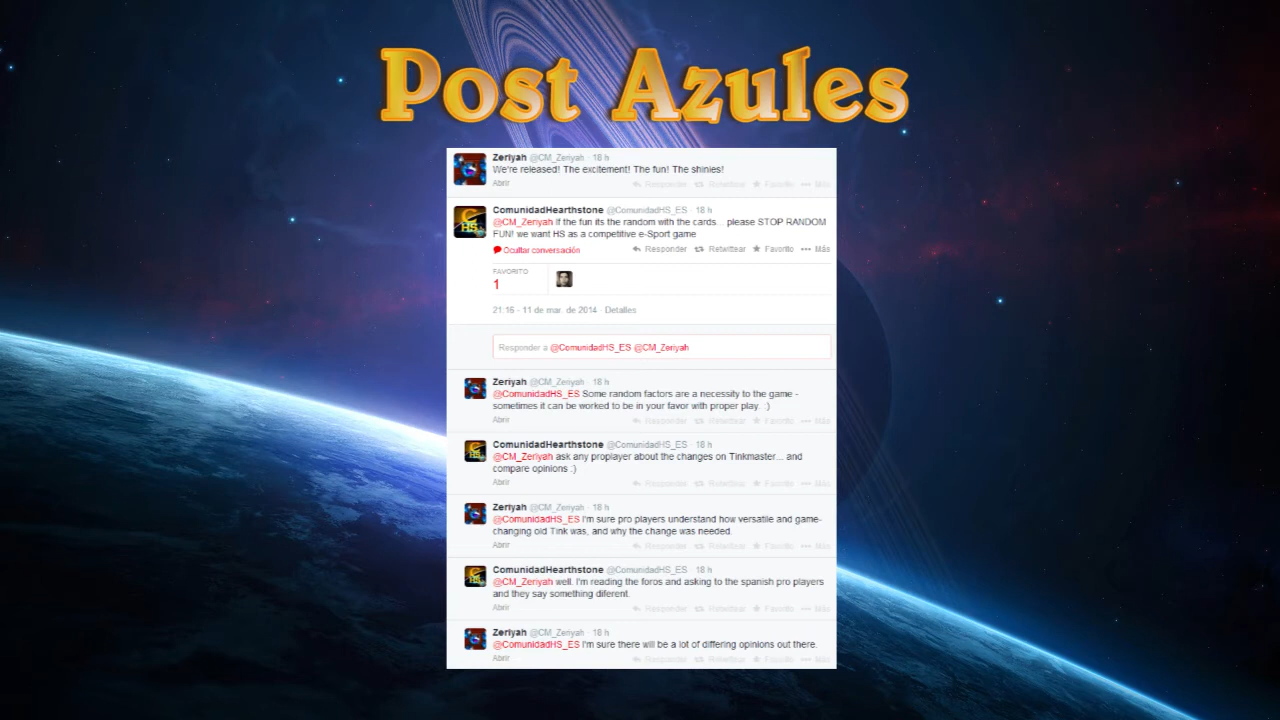 Post Azules
Zeriyah @CM_Zeriyah · 18 h
We're released! The excitement! The fun! The shinies!
Abrir Responder Retwittear Favorito Más
ComunidadHearthstone @ComunidadHS_ES · 18 h
@CM_Zeriyah If the fun its the random with the cards... please STOP RANDOM
FUN! we want HS as a competitive e-Sport game
Ocultar conversación Responder Retwittear Favorito Más
FAVORITO
1
21:16 - 11 de mar. de 2014 · Detalles
Responder a @ComunidadHS_ES @CM_Zeriyah
Zeriyah @CM_Zeriyah · 18 h
@ComunidadHS_ES Some random factors are a necessity to the game -
sometimes it can be worked to be in your favor with proper play. :)
Abrir Responder Retwittear Favorito Más
ComunidadHearthstone @ComunidadHS_ES · 18 h
@CM_Zeriyah ask any proplayer about the changes on Tinkmaster... and
compare opinions :)
Abrir Responder Retwittear Favorito Más
Zeriyah @CM_Zeriyah · 18 h
@ComunidadHS_ES I'm sure pro players understand how versatile and game-
changing old Tink was, and why the change was needed.
Abrir Responder Retwittear Favorito Más
ComunidadHearthstone @ComunidadHS_ES · 18 h
@CM_Zeriyah well. I'm reading the foros and asking to the spanish pro players
and they say something diferent.
Abrir Responder Retwittear Favorito Más
Zeriyah @CM_Zeriyah · 18 h
@ComunidadHS_ES I'm sure there will be a lot of differing opinions out there.
Abrir Responder Retwittear Favorito Más